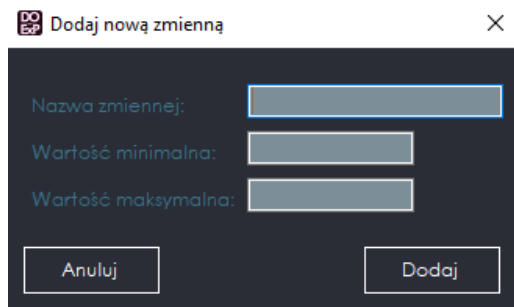 DO
ExP
Dodaj nową zmienną
Nazwa zmiennej:
Wartość minimalna:
Wartość maksymalna:
Anuluj
Dodaj